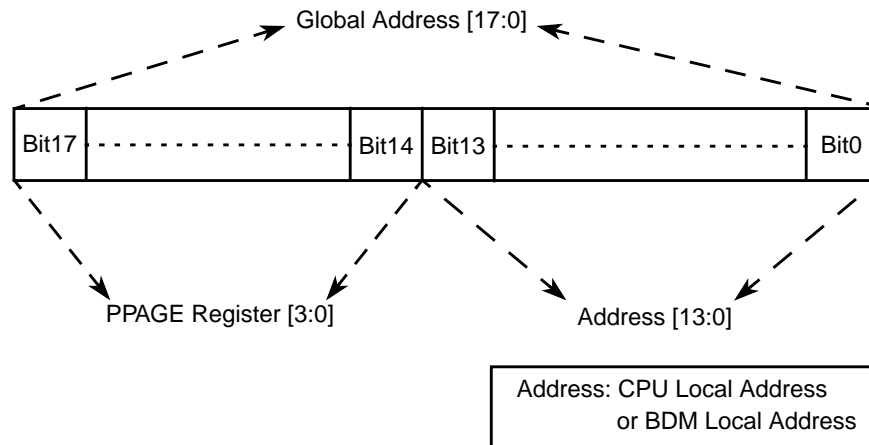 Global Address [17:0]
Bit17 Bit14 Bit13 Bit0
PPAGE Register [3:0]
Address [13:0]
Address: CPU Local Address
or BDM Local Address